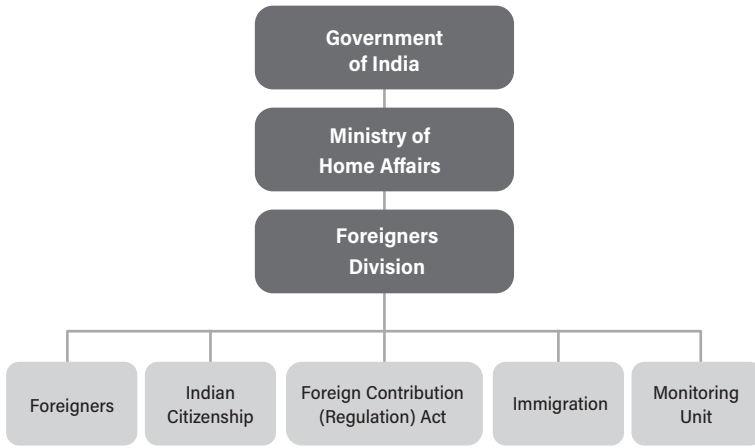 Government
of India
Ministry of
Home Affairs
Foreigners
Division
Foreigners
Indian
Citizenship
Foreign Contribution
(Regulation) Act
Immigration
Monitoring
Unit